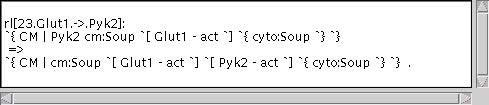 rl[23.Glut1.->.Pyk2]:
`{ CM | Pyk2 cm:Soup `[ Glut1 - act `] `{ cyto:Soup `} `}
=>
`{ CM | cm:Soup `[ Glut1 - act `] `[ Pyk2 - act `] `{ cyto:Soup `} `} .